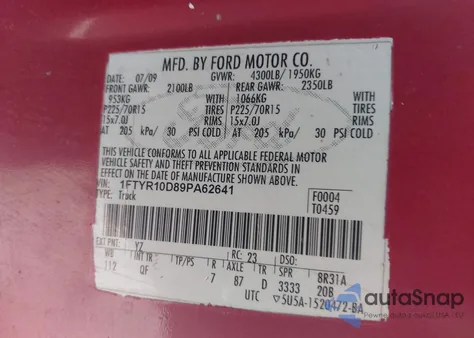 MFD. BY FORD MOTOR CO.
DATE: 07/09 GVWR: 4300LB/ 1950KG
FRONT GAWR: 2100LB REAR GAWR: 2350LB
953KG 1066KG
P225/70R15 TIRES P225/70R15 TIRES
15x7.0J RIMS 15x7.0J RIMS
AT 205 kPa/ 30 PSI COLD AT 205 kPa/ 30 PSI COLD
THIS VEHICLE CONFORMS TO ALL APPLICABLE FEDERAL MOTOR
VEHICLE SAFETY AND THEFT PREVENTION STANDARDS IN
EFFECT ON THE DATE OF MANUFACTURE SHOWN ABOVE.
VIN: 1FTYR10D89PA62641
TYPE: Truck
F0004
T0459
EXT PNT: YZ RC: 23 DSO:
WB INT TR TP/PS R AXLE TR SPR 8R31A
112 QF 7 87 D 3333 20B
UTC 5U5A-1520472-BA
autoSnap